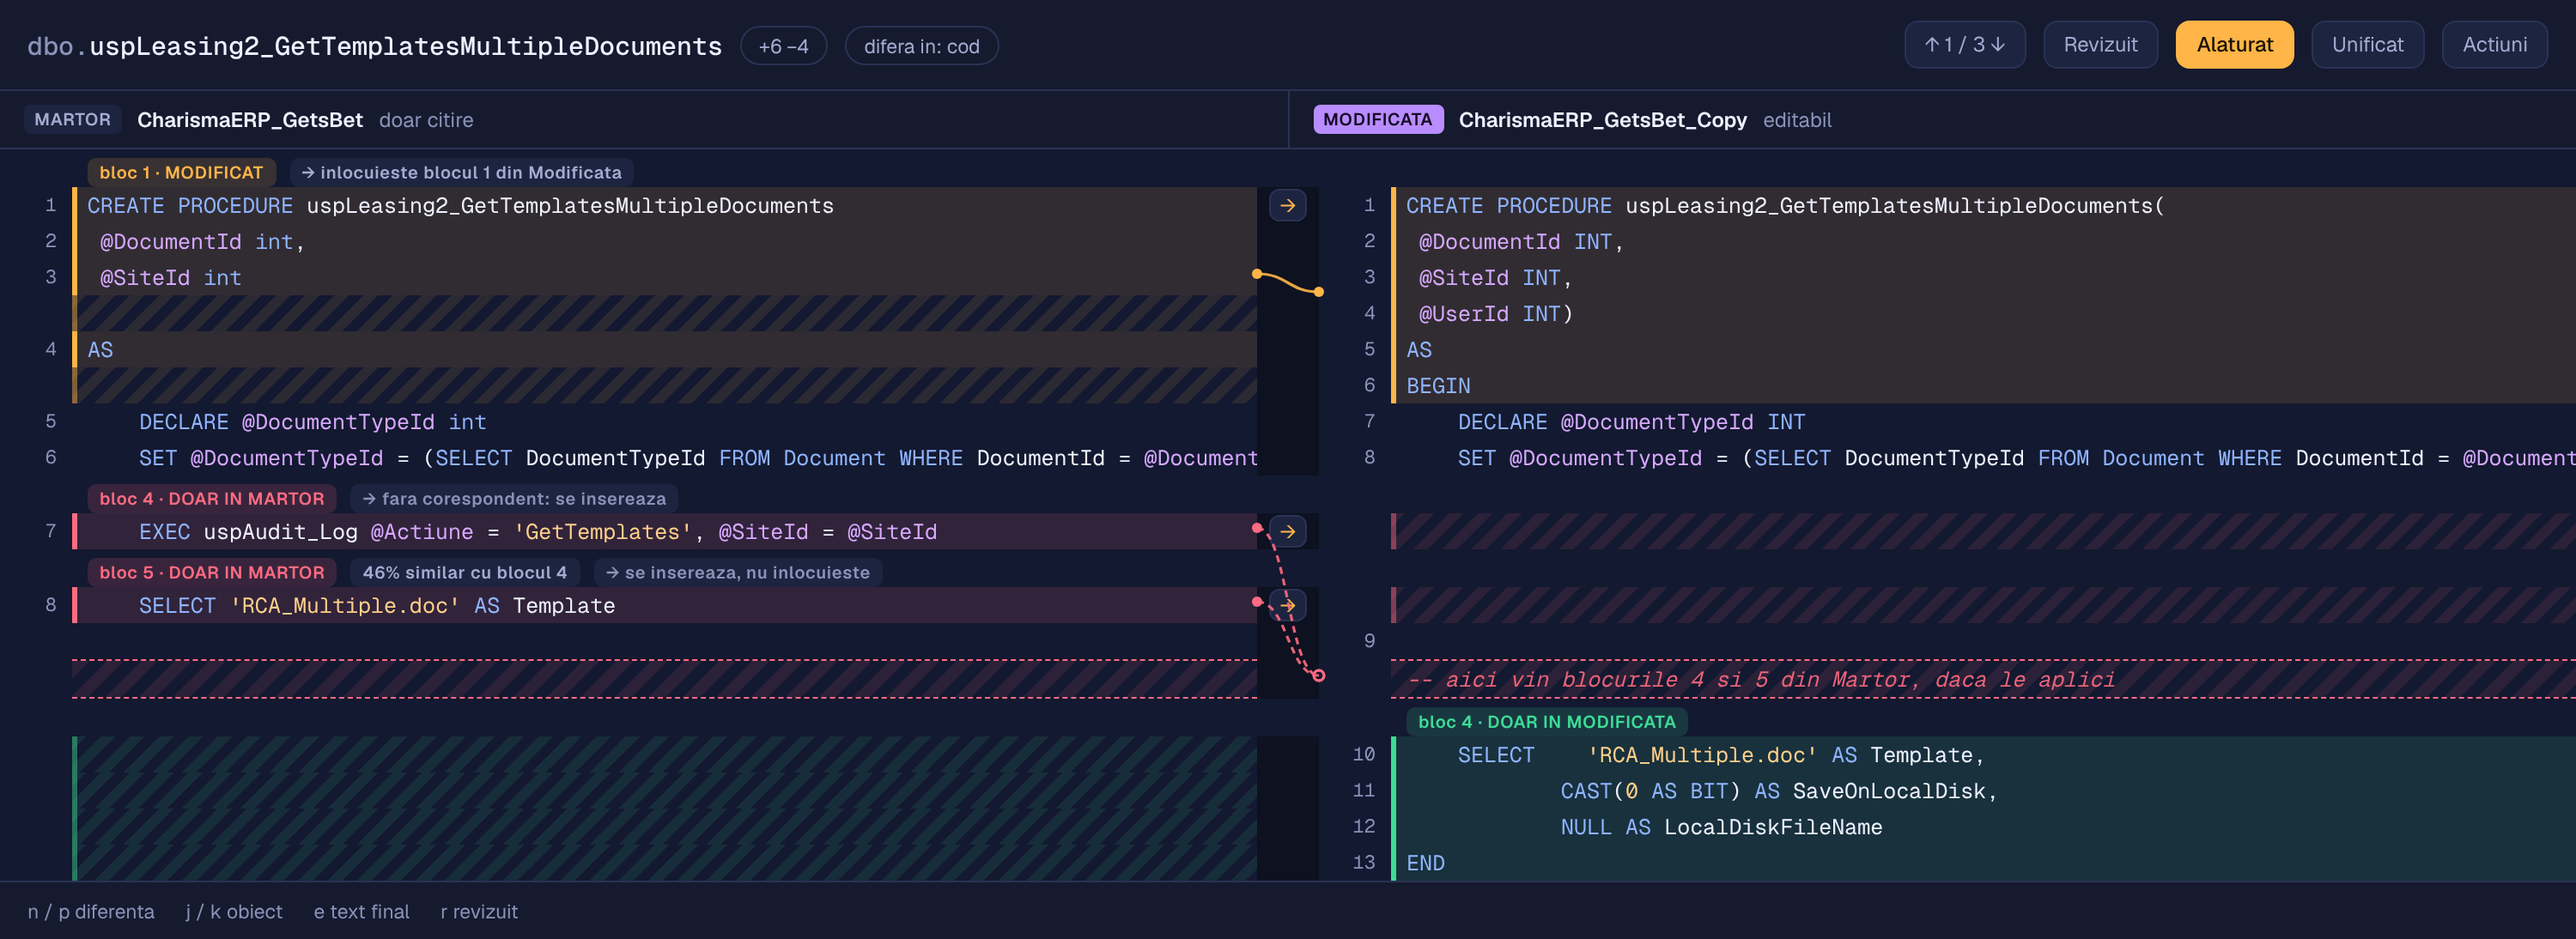 dbo.uspLeasing2_GetTemplatesMultipleDocuments +6 −4 difera in: cod ↑ 1 / 3 ↓ Revizuit Alaturat Unificat Actiuni
MARTOR CharismaERP_GetsBet doar citire
MODIFICATA CharismaERP_GetsBet_Copy editabil
bloc 1 · MODIFICAT → inlocuieste blocul 1 din Modificata
1 CREATE PROCEDURE uspLeasing2_GetTemplatesMultipleDocuments
2 @DocumentId int,
3 @SiteId int
4 AS
5 DECLARE @DocumentTypeId int
6 SET @DocumentTypeId = (SELECT DocumentTypeId FROM Document WHERE DocumentId = @Document
bloc 4 · DOAR IN MARTOR → fara corespondent: se insereaza
7 EXEC uspAudit_Log @Actiune = 'GetTemplates', @SiteId = @SiteId
→
bloc 5 · DOAR IN MARTOR 46% similar cu blocul 4 → se insereaza, nu inlocuieste
8 SELECT 'RCA_Multiple.doc' AS Template
→
→
1 CREATE PROCEDURE uspLeasing2_GetTemplatesMultipleDocuments(
2 @DocumentId INT,
3 @SiteId INT,
4 @UserId INT)
5 AS
6 BEGIN
7 DECLARE @DocumentTypeId INT
8 SET @DocumentTypeId = (SELECT DocumentTypeId FROM Document WHERE DocumentId = @Document
9
-- aici vin blocurile 4 si 5 din Martor, daca le aplici
bloc 4 · DOAR IN MODIFICATA
10 SELECT 'RCA_Multiple.doc' AS Template,
11 CAST(0 AS BIT) AS SaveOnLocalDisk,
12 NULL AS LocalDiskFileName
13 END
n / p diferenta j / k obiect e text final r revizuit